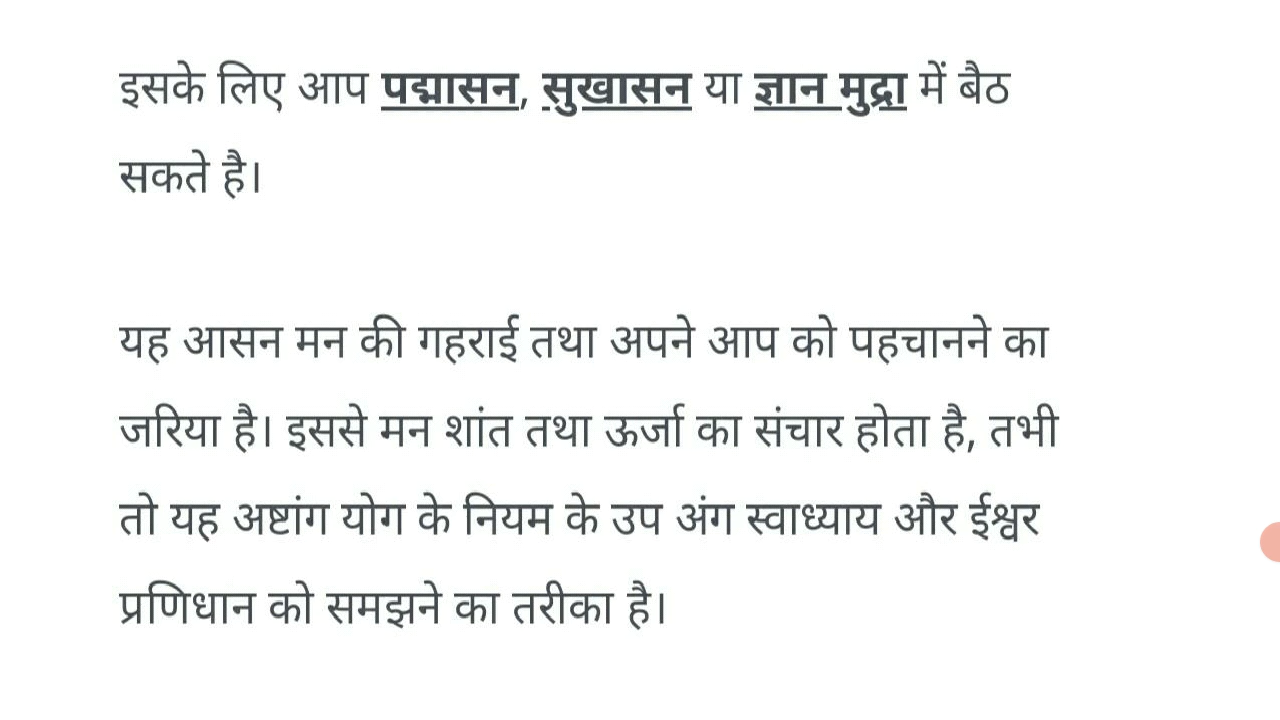 इसके लिए आप पद्मासन, सुखासन या ज्ञान मुद्रा में बैठ
सकते है।
यह आसन मन की गहराई तथा अपने आप को पहचानने का
जरिया है। इससे मन शांत तथा ऊर्जा का संचार होता है, तभी
तो यह अष्टांग योग के नियम के उप अंग स्वाध्याय और ईश्वर
प्रणिधान को समझने का तरीका है।